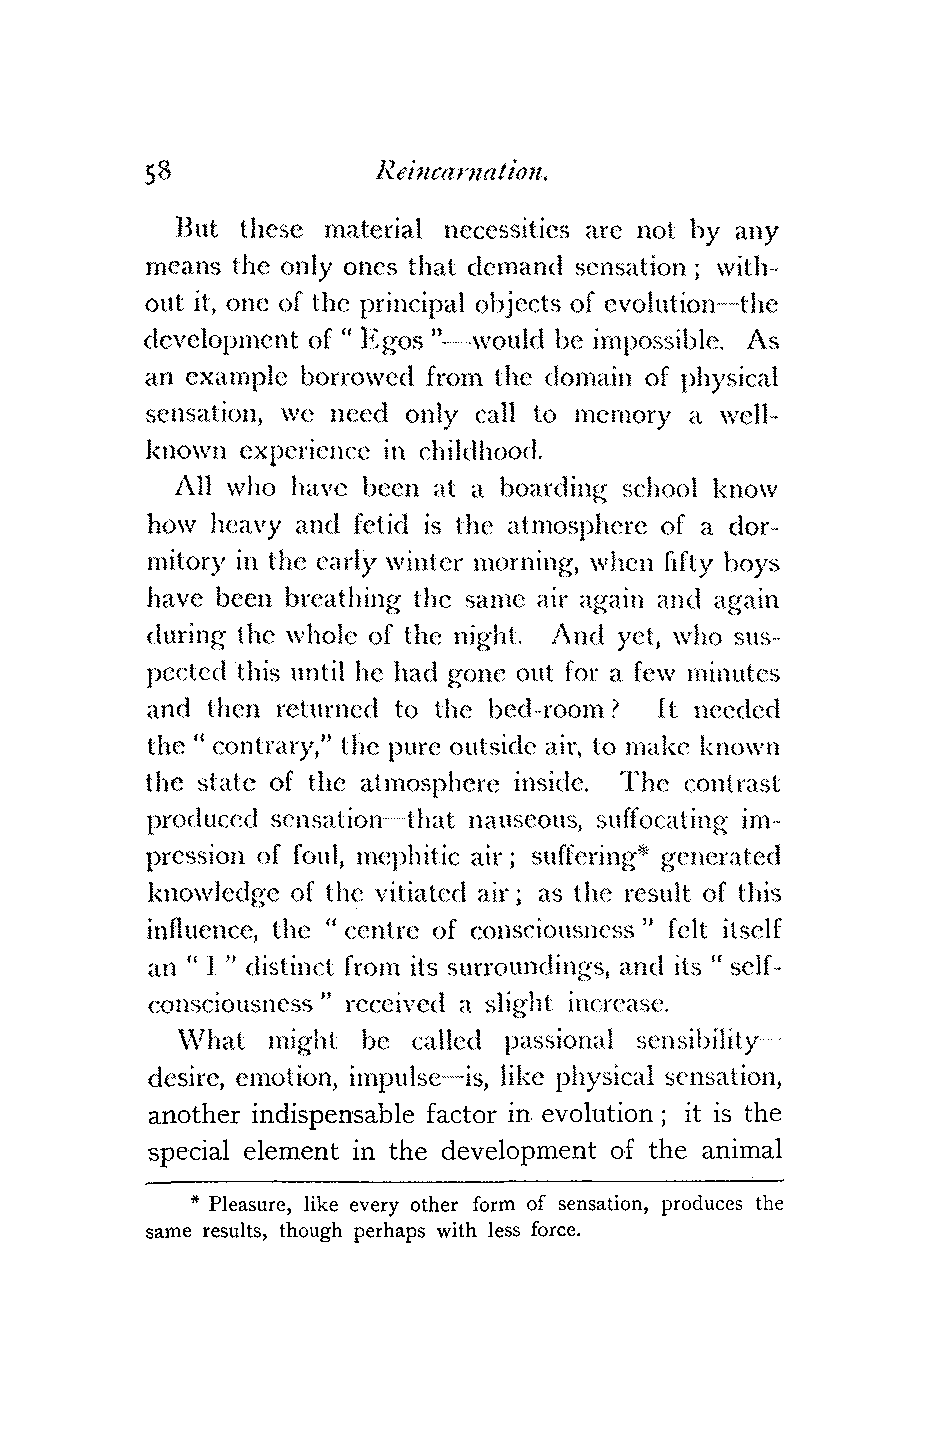 58 Reincarnation.
But these material necessities are not by any
means the only ones that demand sensation ; with-
out it, one of the principal objects of evolution—the
development of “ Egos ”—would be impossible. As
an example borrowed from the domain of physical
sensation, we need only call to memory a well-
known experience in childhood.
All who have been at a boarding school know
how heavy and fetid is the atmosphere of a dor-
mitory in the early winter morning, when fifty boys
have been breathing the same air again and again
during the whole of the night. And yet, who sus-
pected this until he had gone out for a few minutes
and then returned to the bed-room ? It needed
the “ contrary,” the pure outside air, to make known
the state of the atmosphere inside. The contrast
produced sensation—that nauseous, suffocating im-
pression of foul, mephitic air ; suffering* generated
knowledge of the vitiated air ; as the result of this
influence, the “ centre of consciousness ” felt itself
an “ I ” distinct from its surroundings, and its “ self-
consciousness ” received a slight increase.
What might be called passional sensibility—
desire, emotion, impulse—is, like physical sensation,
another indispensable factor in evolution ; it is the
special element in the development of the animal
* Pleasure, like every other form of sensation, produces the
same results, though perhaps with less force.